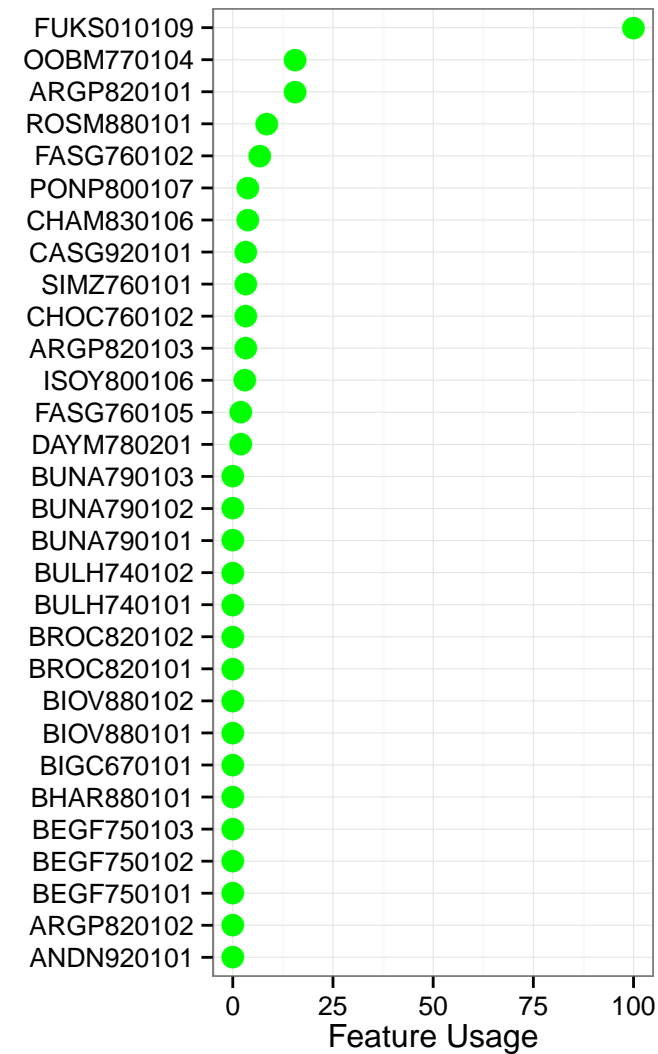 FUKS010109
OOBM770104
ARGP820101
ROSM880101
FASG760102
PONP800107
CHAM830106
CASG920101
SIMZ760101
CHOC760102
ARGP820103
ISOY800106
FASG760105
DAYM780201
BUNA790103
BUNA790102
BUNA790101
BULH740102
BULH740101
BROC820102
BROC820101
BIOV880102
BIOV880101
BIGC670101
BHAR880101
BEGF750103
BEGF750102
BEGF750101
ARGP820102
ANDN920101
0 25 50 75 100
Feature Usage